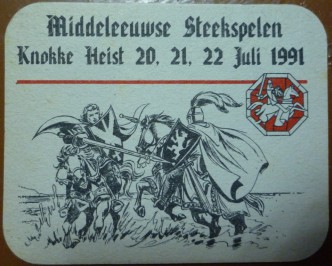 Middeleeuwse Steekspelen
Knokke Heist 20, 21, 22 Juli 1991